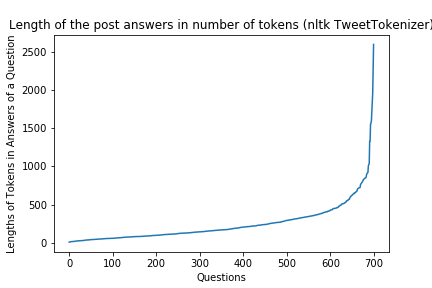 Length of the post answers in number of tokens (nltk TweetTokenizer)
Lengths of Tokens in Answers of a Question
2500
2000
1500
1000
500
0
0 100 200 300 400 500 600 700
Questions